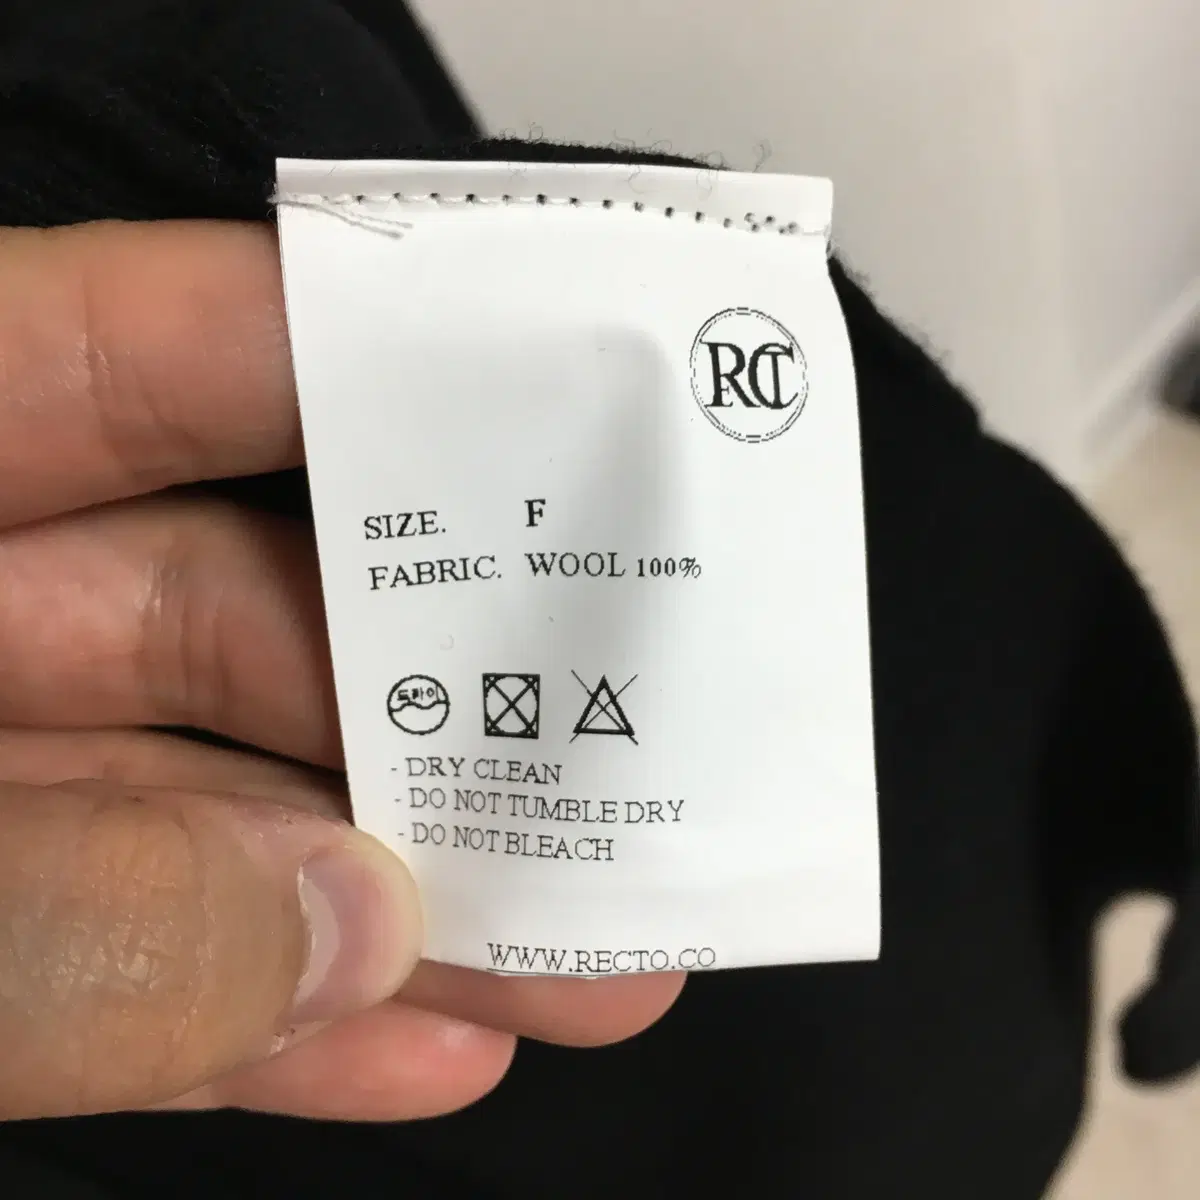 RCT
SIZE. F
FABRIC. WOOL 100%
드라이
- DRY CLEAN
- DO NOT TUMBLE DRY
- DO NOT BLEACH
WWW.RECTO.CO